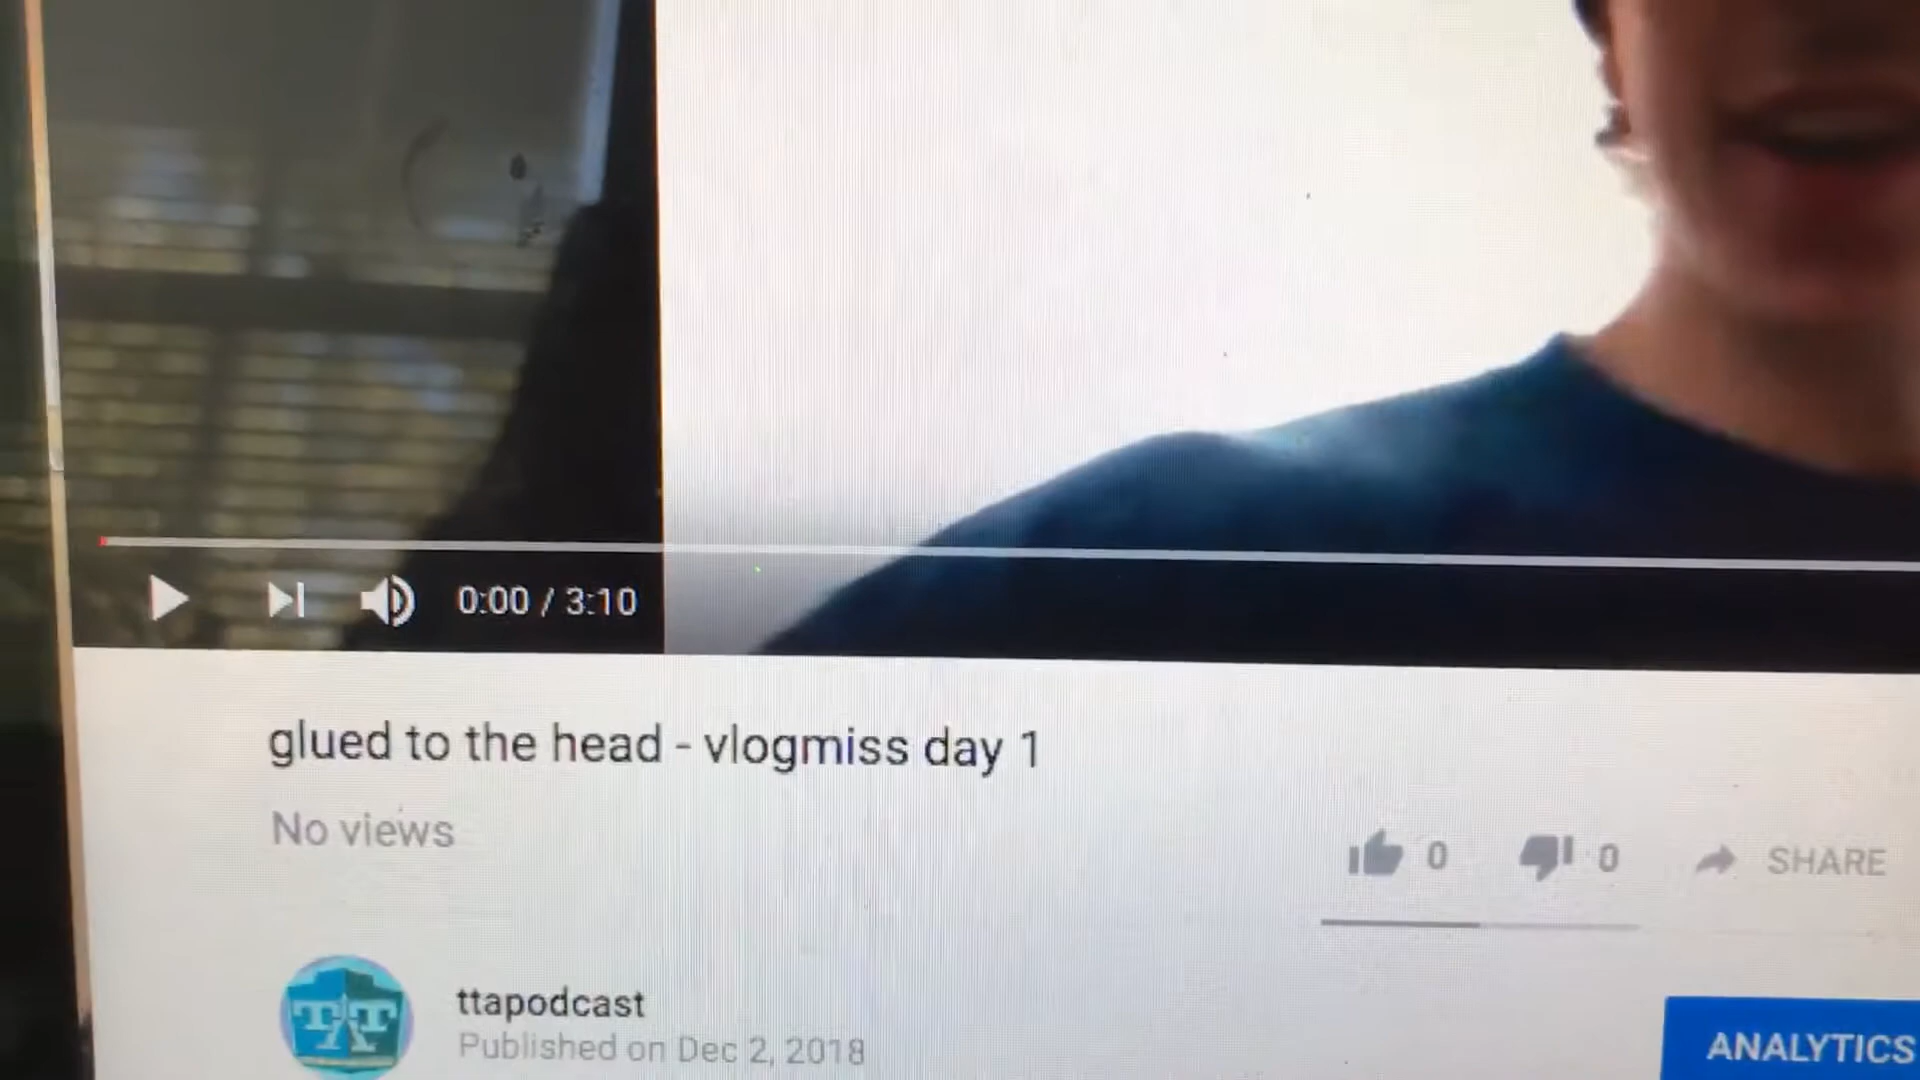 0:00 / 3:10
glued to the head - vlogmiss day 1
No views
0
0
SHARE
TTA
ttapodcast
Published on Dec 2, 2018
ANALYTICS